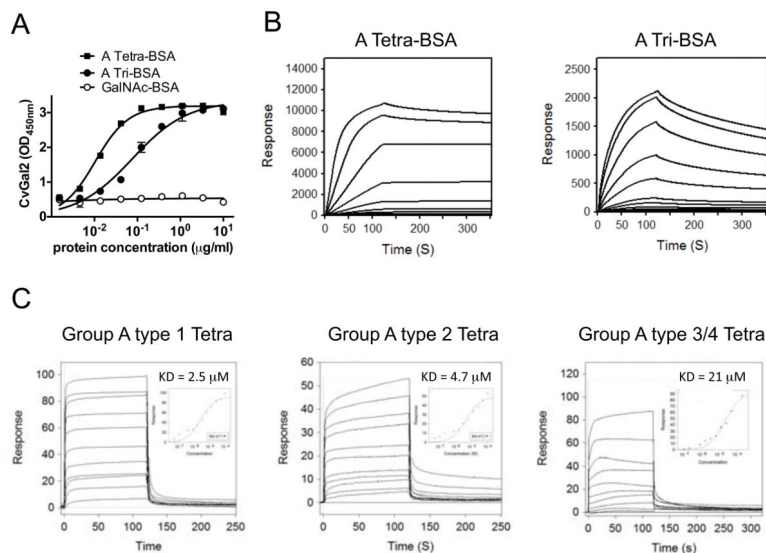 A
A Tetra-BSA
A Tri-BSA
GalNAc-BSA
CvGal2 (OD450nm)
3
2
1
0
10-2
10-1
100
101
protein concentration (μg/ml)
B
A Tetra-BSA
Response
14000
12000
10000
8000
6000
4000
2000
0
0 50 100 200 300
Time (S)
A Tri-BSA
Response
2500
2000
1500
1000
500
0
0 50 100 200 300
Time (S)
C
Group A type 1 Tetra
KD = 2.5 μM
Response
100
80
60
40
20
0
0 50 100 150 200 250
Time
Response
Concentration
Group A type 2 Tetra
KD = 4.7 μM
Response
60
50
40
30
20
10
0
0 50 100 150 200 250
Time (S)
Response
Concentration
Group A type 3/4 Tetra
KD = 21 μM
Response
120
100
80
60
40
20
0
0 50 100 150 200 250 300
Time (s)
Response
Concentration